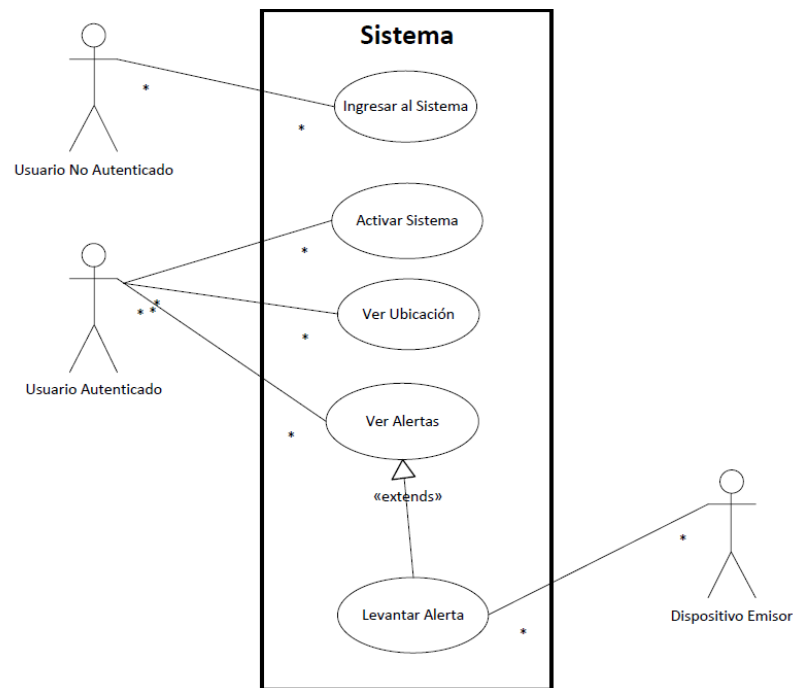 Sistema
*
Ingresar al Sistema
*
Usuario No Autenticado
Activar Sistema
*
* * *
Ver Ubicación
*
Usuario Autenticado
Ver Alertas
*
«extends»
*
Levantar Alerta
*
Dispositivo Emisor